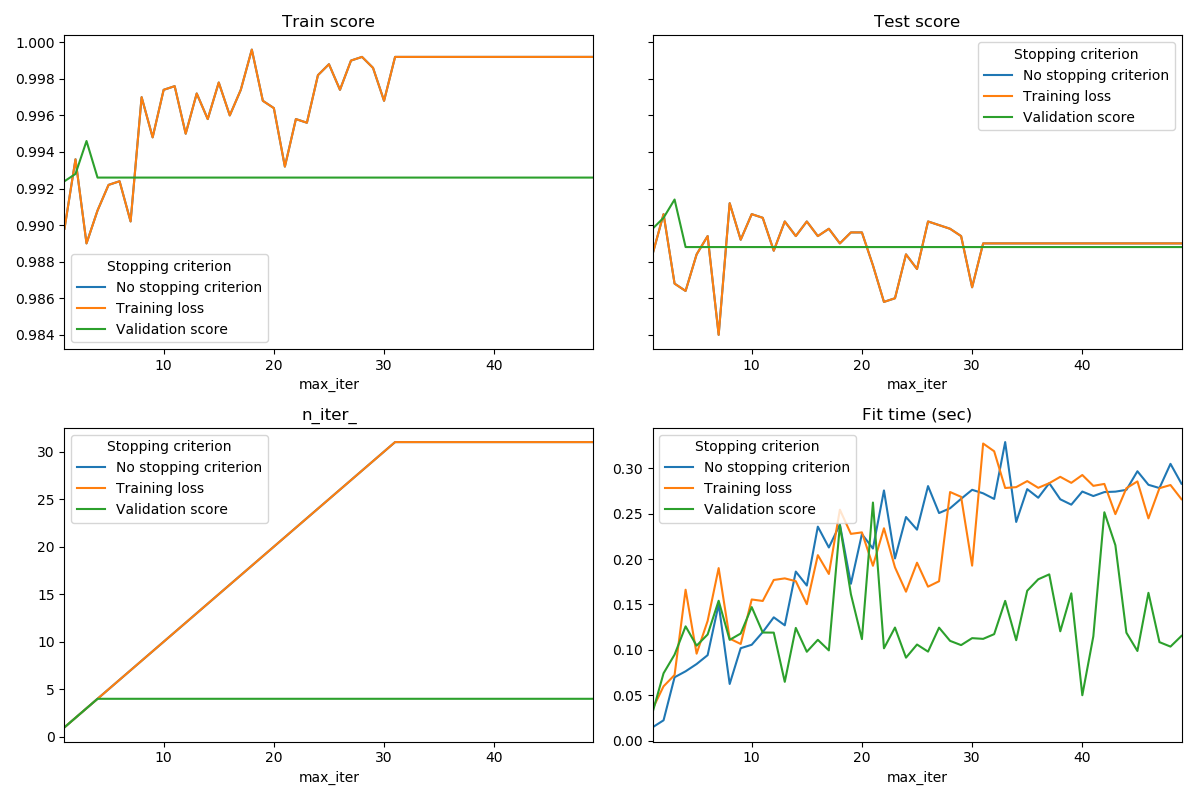 Train score
1.000
0.998
0.996
0.994
0.992
0.990
0.988
0.986
0.984
Stopping criterion
No stopping criterion
Training loss
Validation score
10
20
30
40
max_iter
Test score
Stopping criterion
No stopping criterion
Training loss
Validation score
10
20
30
40
max_iter
n_iter_
30
25
20
15
10
5
0
Stopping criterion
No stopping criterion
Training loss
Validation score
10
20
30
40
max_iter
Fit time (sec)
0.30
0.25
0.20
0.15
0.10
0.05
0.00
Stopping criterion
No stopping criterion
Training loss
Validation score
10
20
30
40
max_iter